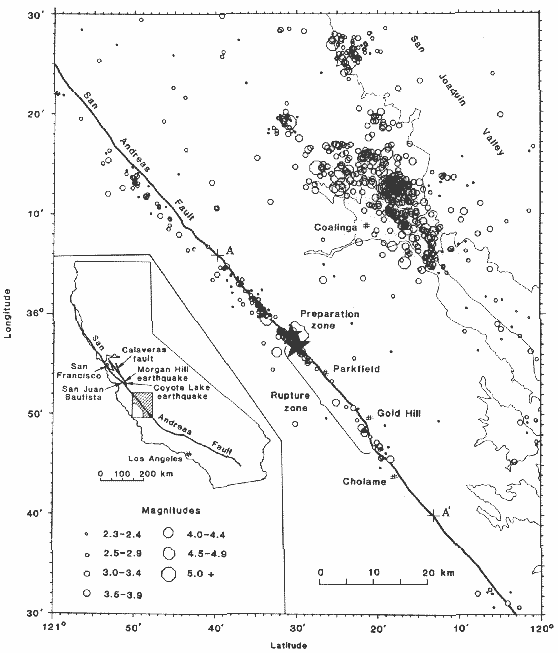 30′
20′
10′
36°
50′
40′
30′
121°
50′
40′
30′
20′
10′
120°
Longitude
Latitude
San
Joaquin
Valley
San
Andreas
Fault
Coalinga
A
Preparation
zone
Parkfield
Rupture
zone
Gold Hill
Cholame
A′
San
Calaveras
fault
San
Francisco
Morgan Hill
earthquake
San Juan
Bautista
Coyote Lake
earthquake
Andreas
Fault
Los Angeles
0 100 200 km
Magnitudes
2.3-2.4
2.5-2.9
3.0-3.4
3.5-3.9
4.0-4.4
4.5-4.9
5.0 +
0 10 20 km